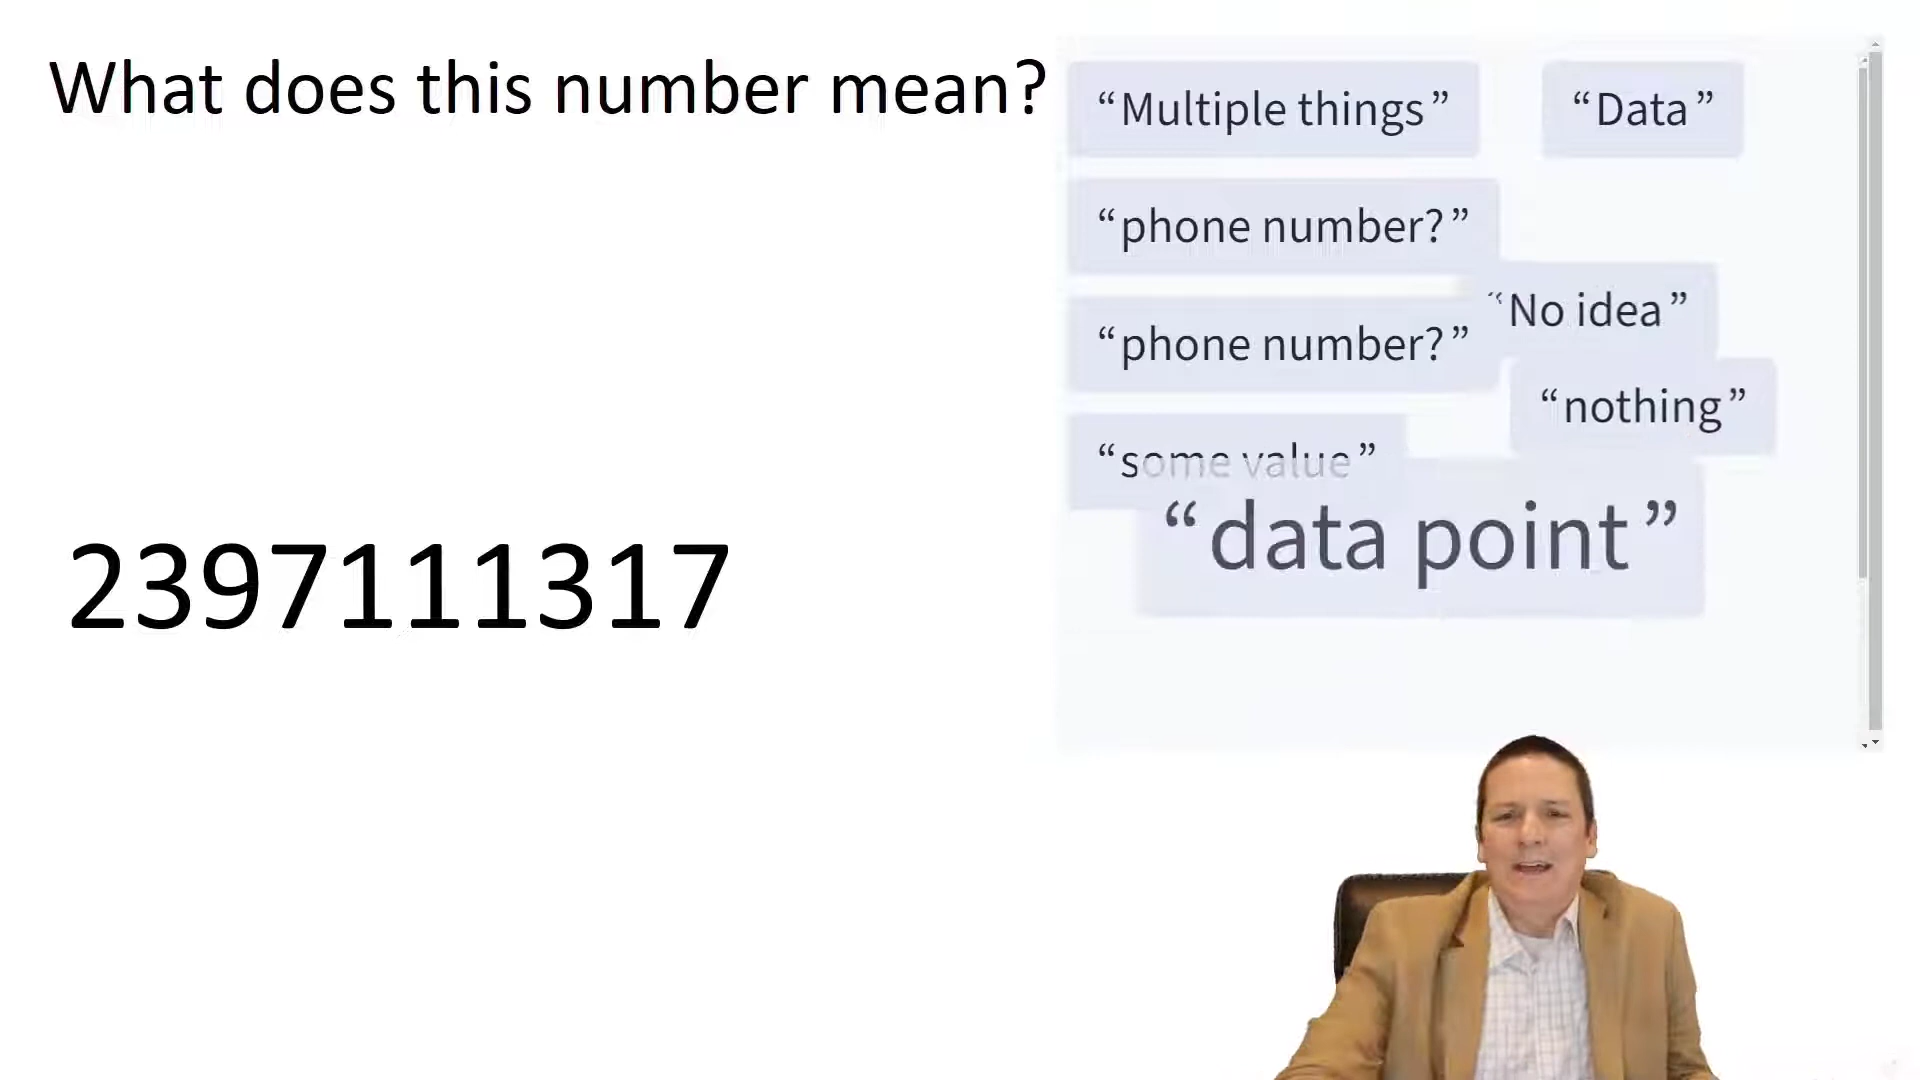 What does this number mean?
“Multiple things”
“Data”
“phone number?”
“No idea”
“phone number?”
“nothing”
“some value”
“data point”
2397111317